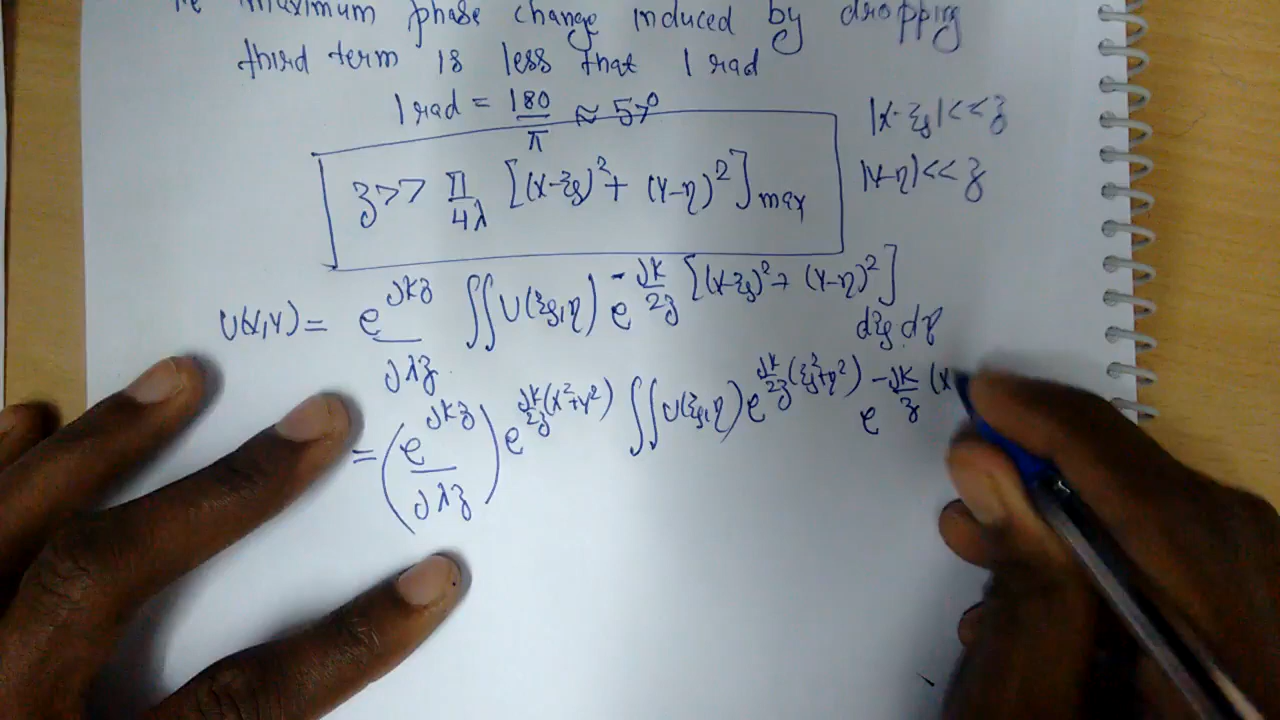 maximum phase change induced by dropping
third term is less that 1 rad
1 rad = 180/π ≈ 57° |x-ξ|<<z
z>> π/4λ [(x-ξ)²+(y-η)²]max |y-η|<<z
U(x,y) = e^jkz/jλz ∬U(ξ,η) e^-jk/2z [(x-ξ)²+(y-η)²] dξ dη
= (e^jkz/jλz) e^jk/2z(x²+y²) ∬U(ξ,η) e^jk/2z(ξ²+η²) e^-jk/z (x